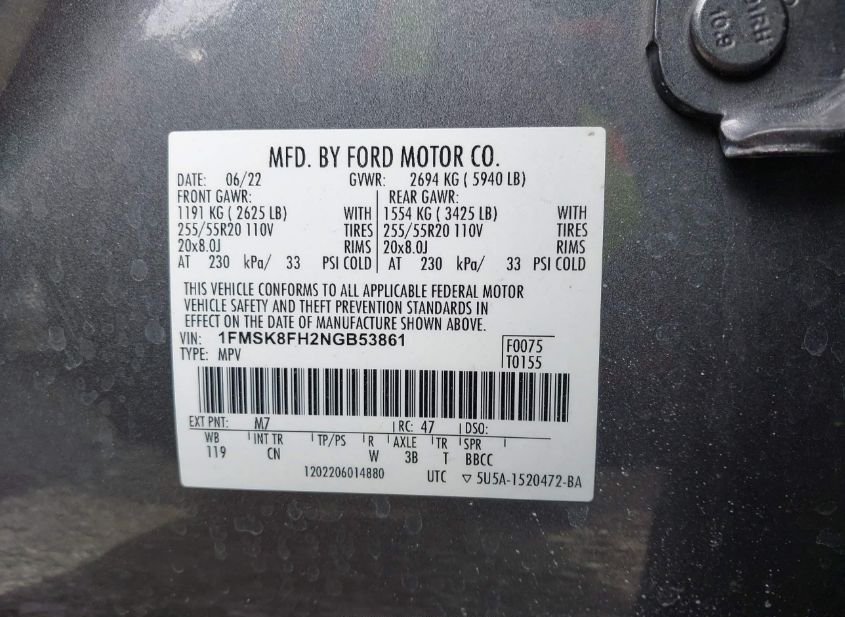 JRH
10.9
MFD. BY FORD MOTOR CO.
DATE: 06/22 GVWR: 2694 KG ( 5940 LB)
FRONT GAWR: REAR GAWR:
1191 KG ( 2625 LB) WITH 1554 KG ( 3425 LB) WITH
255/55R20 110V TIRES 255/55R20 110V TIRES
20x8.0J RIMS 20x8.0J RIMS
AT 230 kPa/ 33 PSI COLD AT 230 kPa/ 33 PSI COLD
THIS VEHICLE CONFORMS TO ALL APPLICABLE FEDERAL MOTOR
VEHICLE SAFETY AND THEFT PREVENTION STANDARDS IN
EFFECT ON THE DATE OF MANUFACTURE SHOWN ABOVE.
VIN: 1FMSK8FH2NGB53861 F0075
TYPE: MPV T0155
EXT PNT: M7 RC: 47 DSO:
WB INT TR TP/PS R AXLE TR SPR
119 CN W 3B T BBCC
1202206014880 UTC ▽ 5U5A-1520472-BA